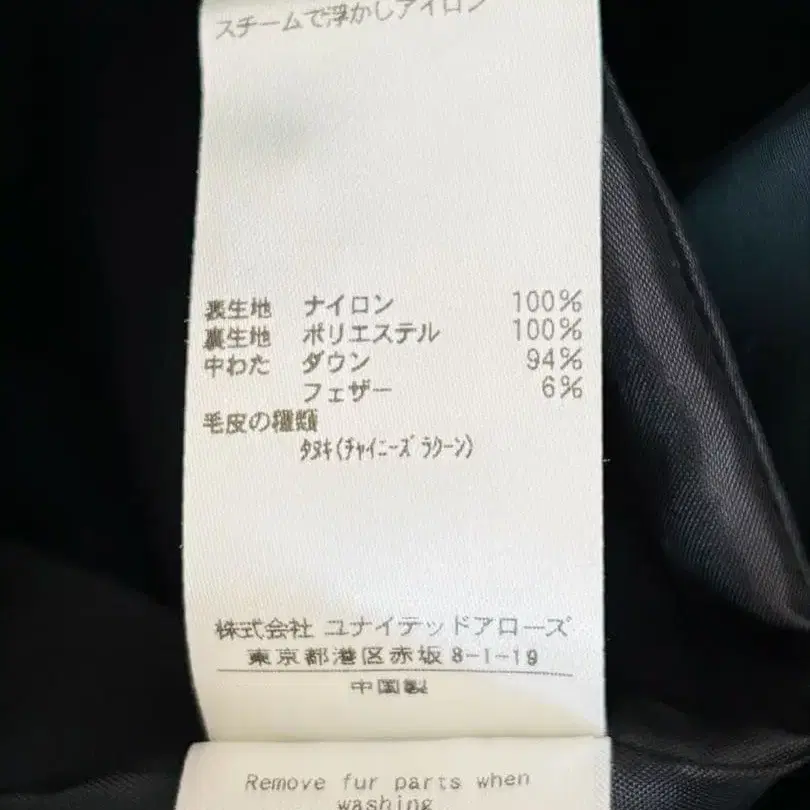 スチームで浮かしアイロン
表生地 ナイロン 100%
裏生地 ポリエステル 100%
中わた ダウン 94%
フェザー 6%
毛皮の種類
ﾀﾇｷ(ﾁｬｲﾆｰｽﾞﾗｸｰﾝ)
株式会社 ユナイテッドアローズ
東京都港区赤坂8-1-19
中国製
Remove fur parts when
washing